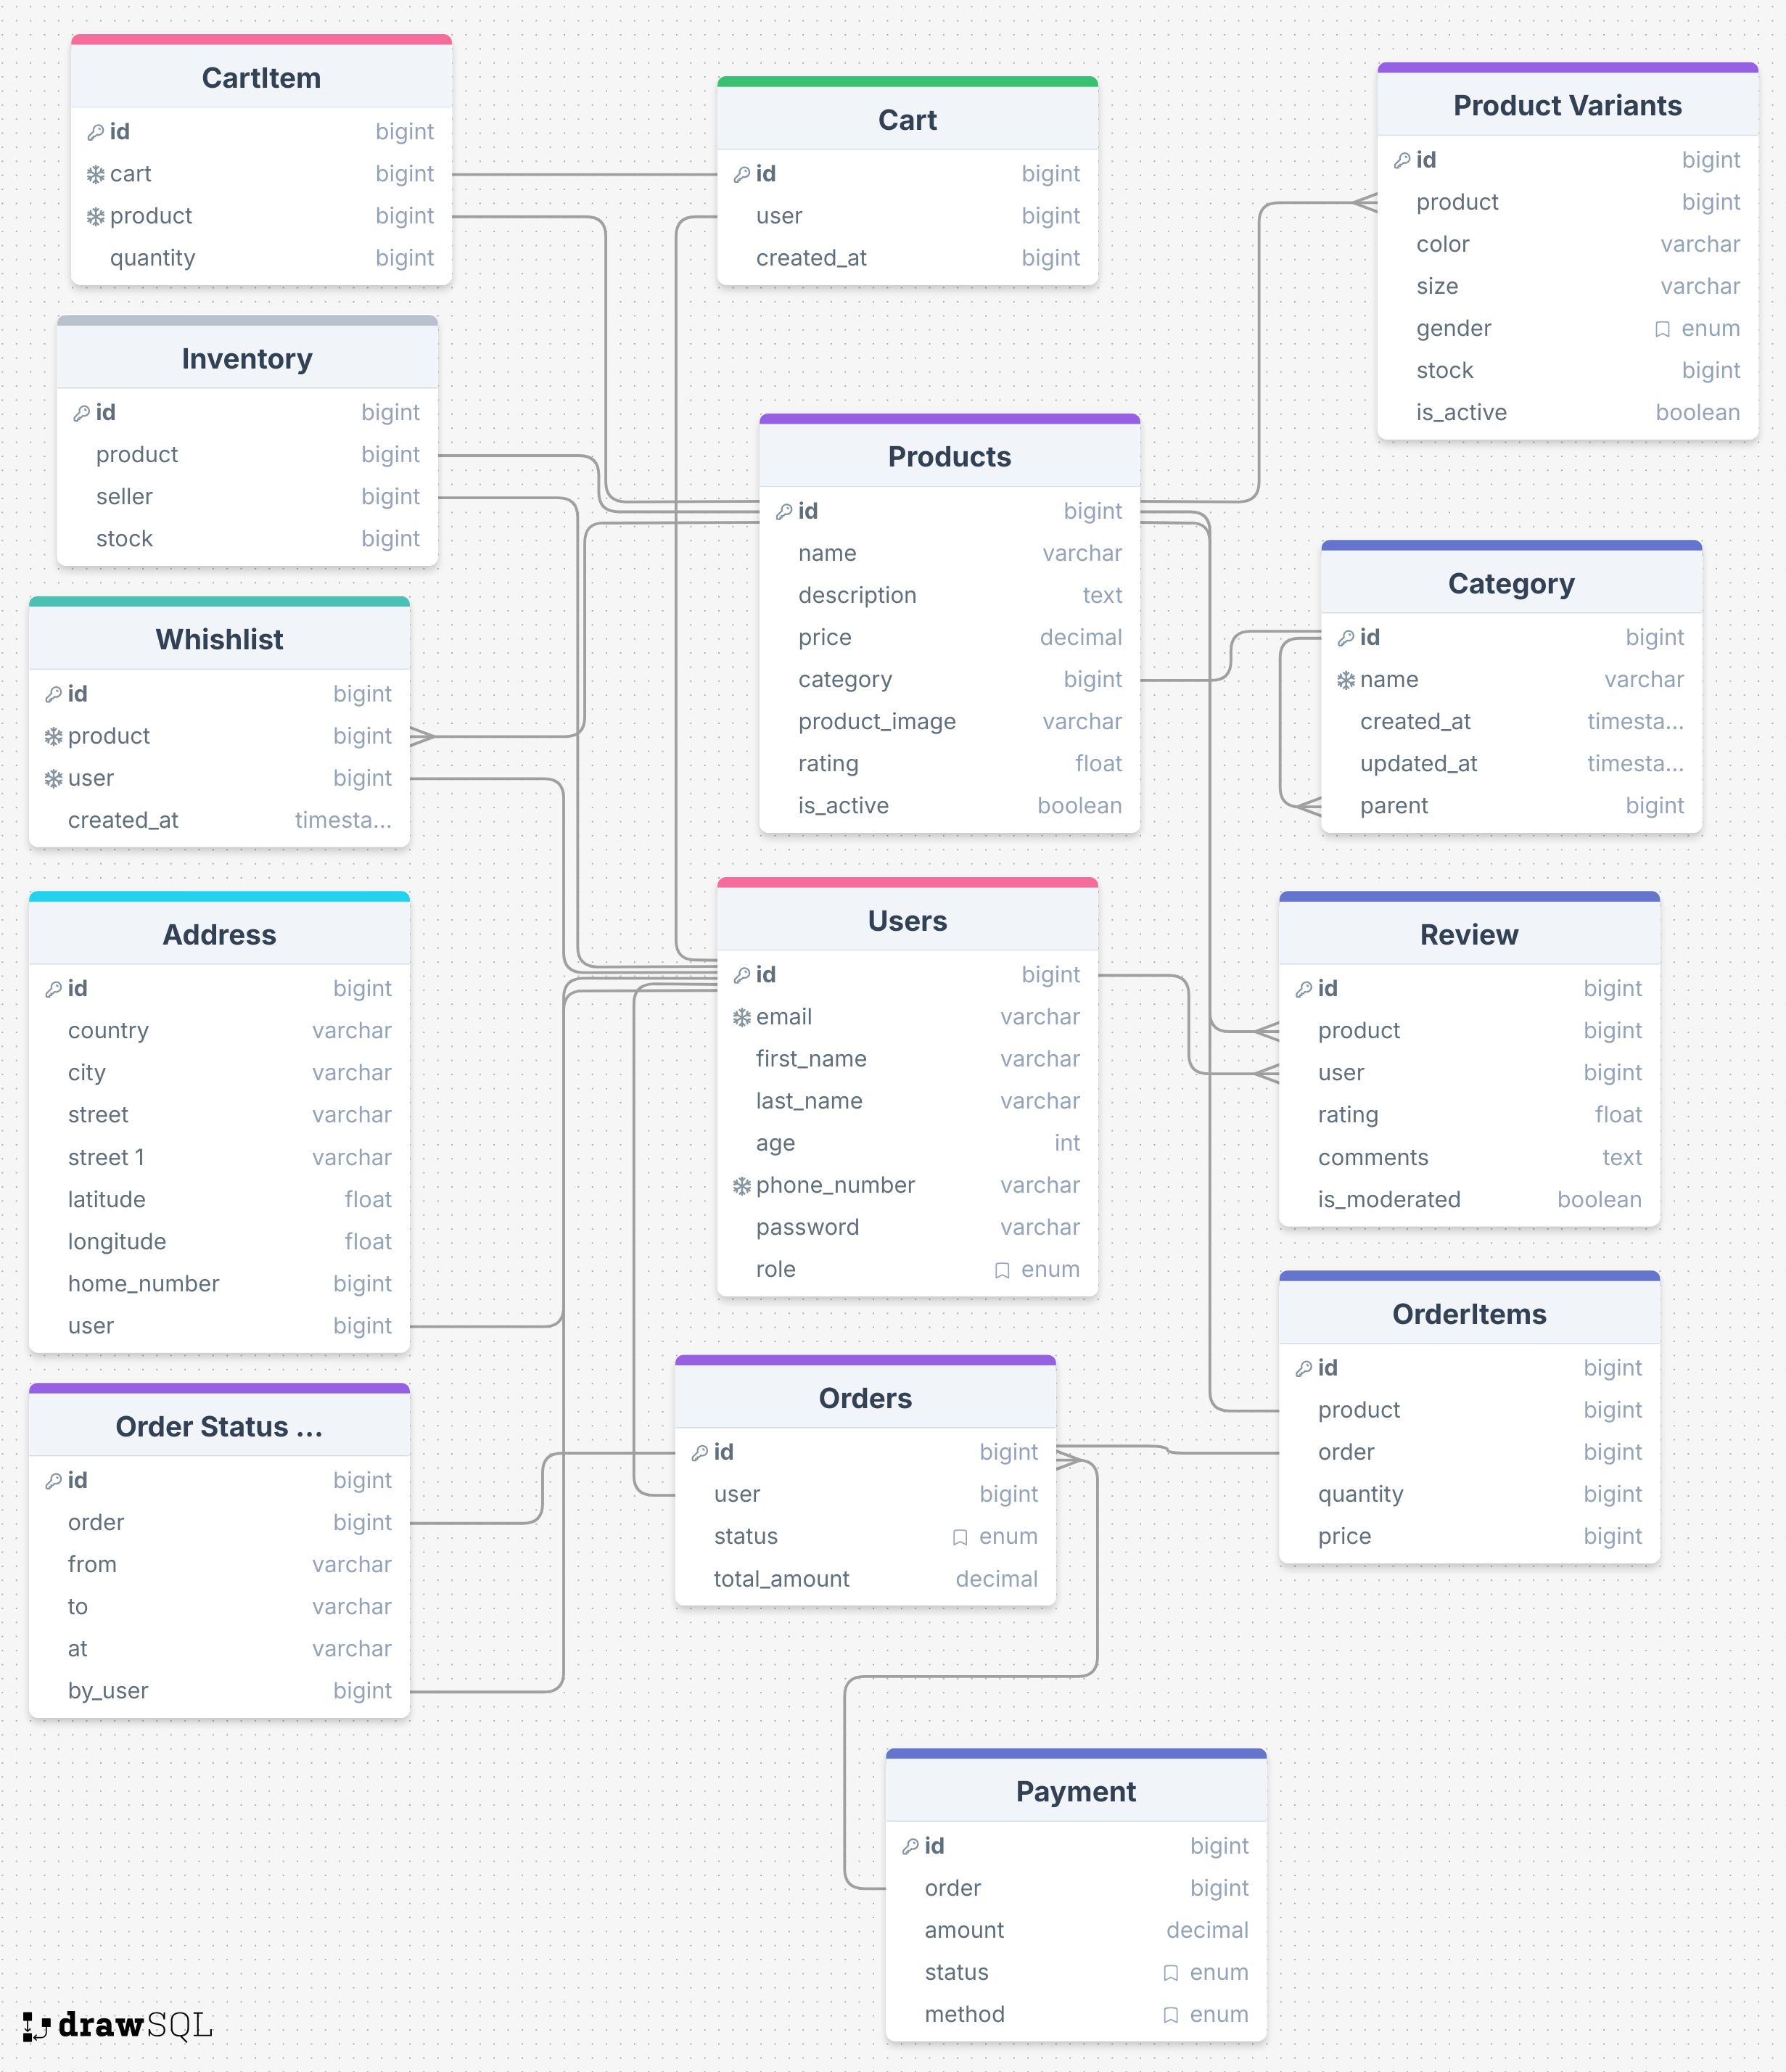 CartItem
id bigint
cart bigint
product bigint
quantity bigint
Cart
id bigint
user bigint
created_at bigint
Product Variants
id bigint
product bigint
color varchar
size varchar
gender enum
stock bigint
is_active boolean
Inventory
id bigint
product bigint
seller bigint
stock bigint
Products
id bigint
name varchar
description text
price decimal
category bigint
product_image varchar
rating float
is_active boolean
Category
id bigint
name varchar
created_at timesta...
updated_at timesta...
parent bigint
Whishlist
id bigint
product bigint
user bigint
created_at timesta...
Address
id bigint
country varchar
city varchar
street varchar
street 1 varchar
latitude float
longitude float
home_number bigint
user bigint
Users
id bigint
email varchar
first_name varchar
last_name varchar
age int
phone_number varchar
password varchar
role enum
Review
id bigint
product bigint
user bigint
rating float
comments text
is_moderated boolean
OrderItems
id bigint
product bigint
order bigint
quantity bigint
price bigint
Order Status ...
id bigint
order bigint
from varchar
to varchar
at varchar
by_user bigint
Orders
id bigint
user bigint
status enum
total_amount decimal
Payment
id bigint
order bigint
amount decimal
status enum
method enum
drawSQL